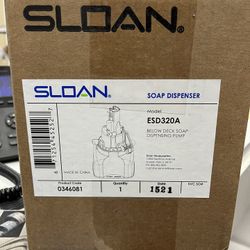 SLOAN.
SLOAN.
SOAP DISPENSER
Model
ESD320A
BELOW DECK SOAP
DISPENSING PUMP
MADE IN CHINA
Product Code
0346081
Quantity
1
Date
1521